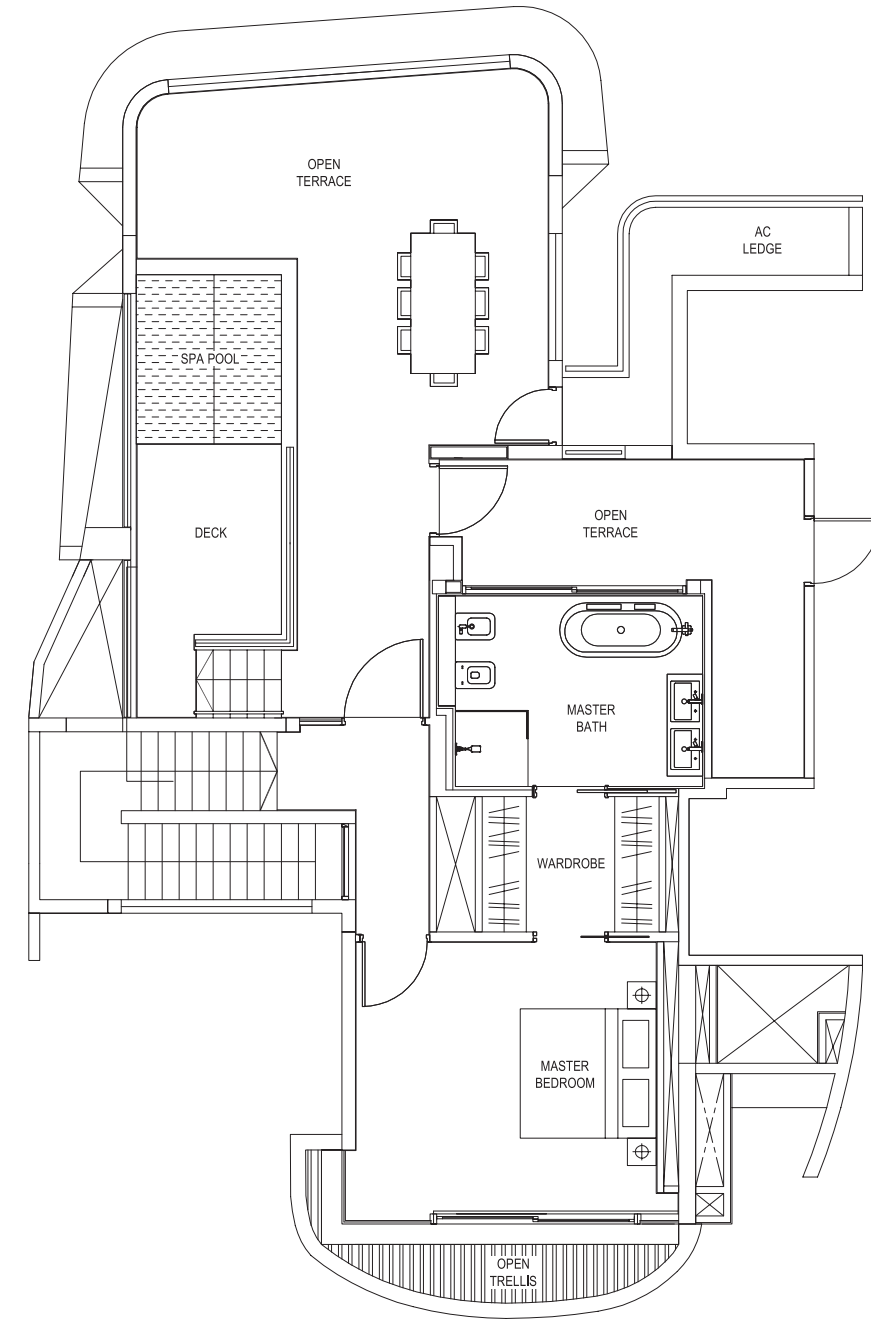 OPEN
TERRACE
AC
LEDGE
SPA POOL
DECK
OPEN
TERRACE
MASTER
BATH
WARDROBE
MASTER
BEDROOM
OPEN
TRELLIS